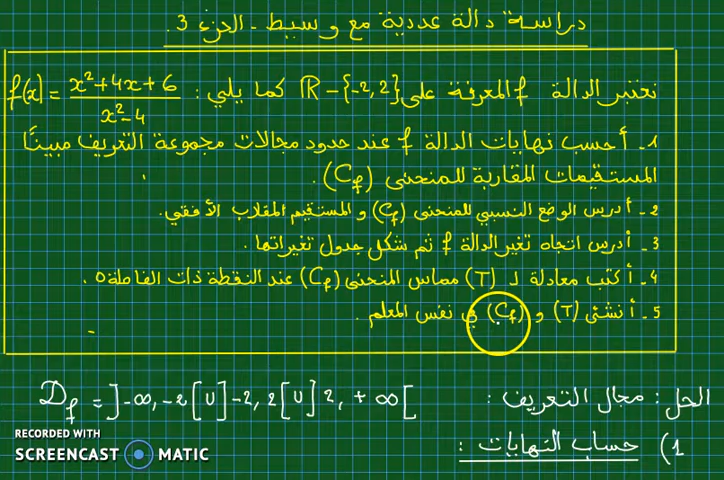 دراسة دالة عددية مع وسيط - الجزء 3.
نعتبر الدالة f المعرفة على R-{-2,2} كما يلي: f(x) = (x²+4x+6)/(x²-4)
1- أحسب نهايات الدالة f عند حدود مجالات مجموعة التعريف مبينًا
المستقيمات المقاربة للمنحنى (Cf).
2- أدرس الوضع النسبي للمنحنى (Cf) و المستقيم المقارب الأفقي.
3- أدرس اتجاه تغير الدالة f ثم شكل جدول تغيراتها.
4- أكتب معادلة لـ (T) مماس المنحنى (Cf) عند النقطة ذات الفاصلة 0.
5- أنشئ (T) و (Cf) في نفس المعلم.
الحل: مجال التعريف: Df = ]-∞,-2[ U ]-2,2[ U ]2,+∞[
1) حساب النهايات:
RECORDED WITH
SCREENCAST MATIC